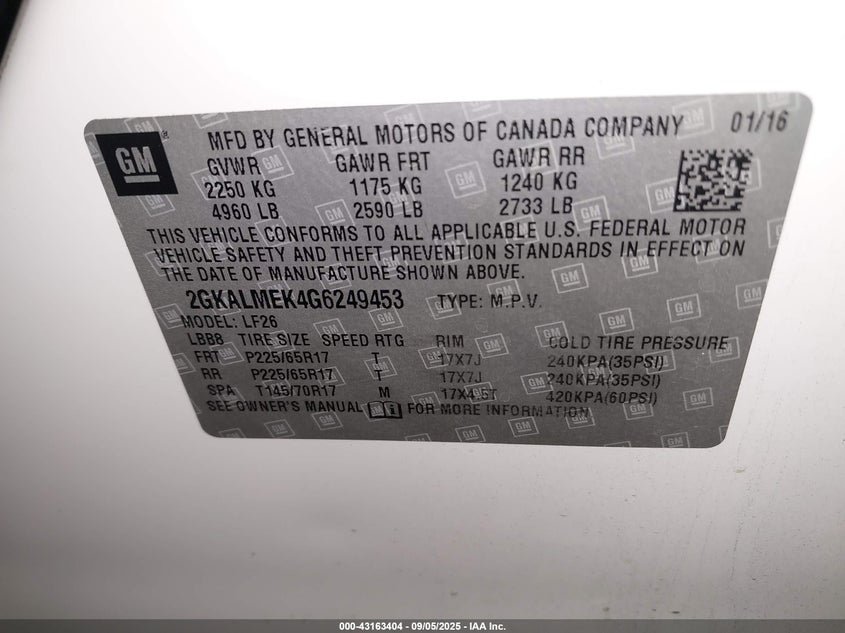 GM
MFD BY GENERAL MOTORS OF CANADA COMPANY 01/16
GVWR GAWR FRT GAWR RR
2250 KG 1175 KG 1240 KG
4960 LB 2590 LB 2733 LB
THIS VEHICLE CONFORMS TO ALL APPLICABLE U.S. FEDERAL MOTOR
VEHICLE SAFETY AND THEFT PREVENTION STANDARDS IN EFFECT ON
THE DATE OF MANUFACTURE SHOWN ABOVE.
2GKALMEK4G6249453 TYPE: M.P.V.
MODEL: LF26
LBB8 TIRE SIZE SPEED RTG RIM COLD TIRE PRESSURE
FRT P225/65R17 T 17X7J 240KPA(35PSI)
RR P225/65R17 T 17X7J 240KPA(35PSI)
SPA T145/70R17 M 17X4.5T 420KPA(60PSI)
SEE OWNER'S MANUAL FOR MORE INFORMATION
000-43163404 - 09/05/2025 - IAA Inc.